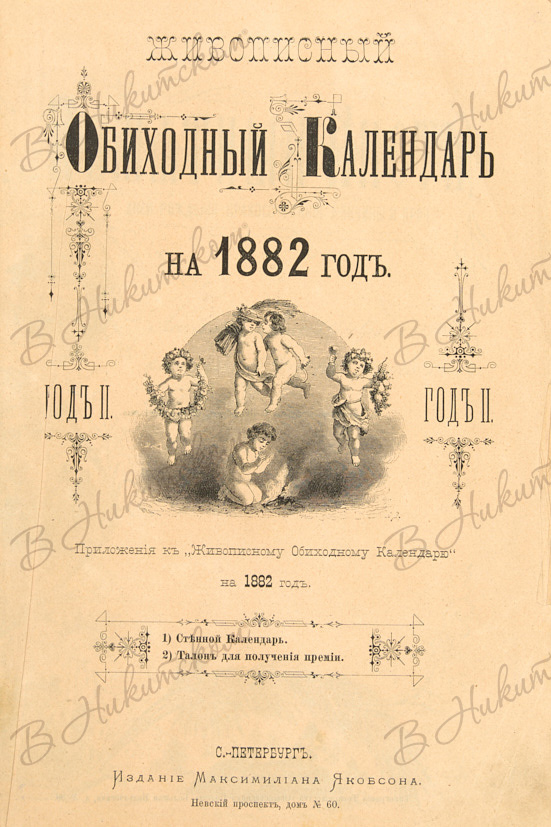 ЖИВОПИСНЫЙ
ОБИХОДНЫЙ КАЛЕНДАРЬ
НА 1882 ГОДЪ.
ГОДЪ II.
ГОДЪ II.
Приложенія къ „Живописному Обиходному Календарю“
на 1882 годъ.
1) Стѣнной Календарь.
2) Талонъ для полученія преміи.
С.-ПЕТЕРБУРГЪ.
ИЗДАНІЕ МАКСИМИЛІАНА ЯКОБСОНА.
Невскій проспектъ, домъ № 60.